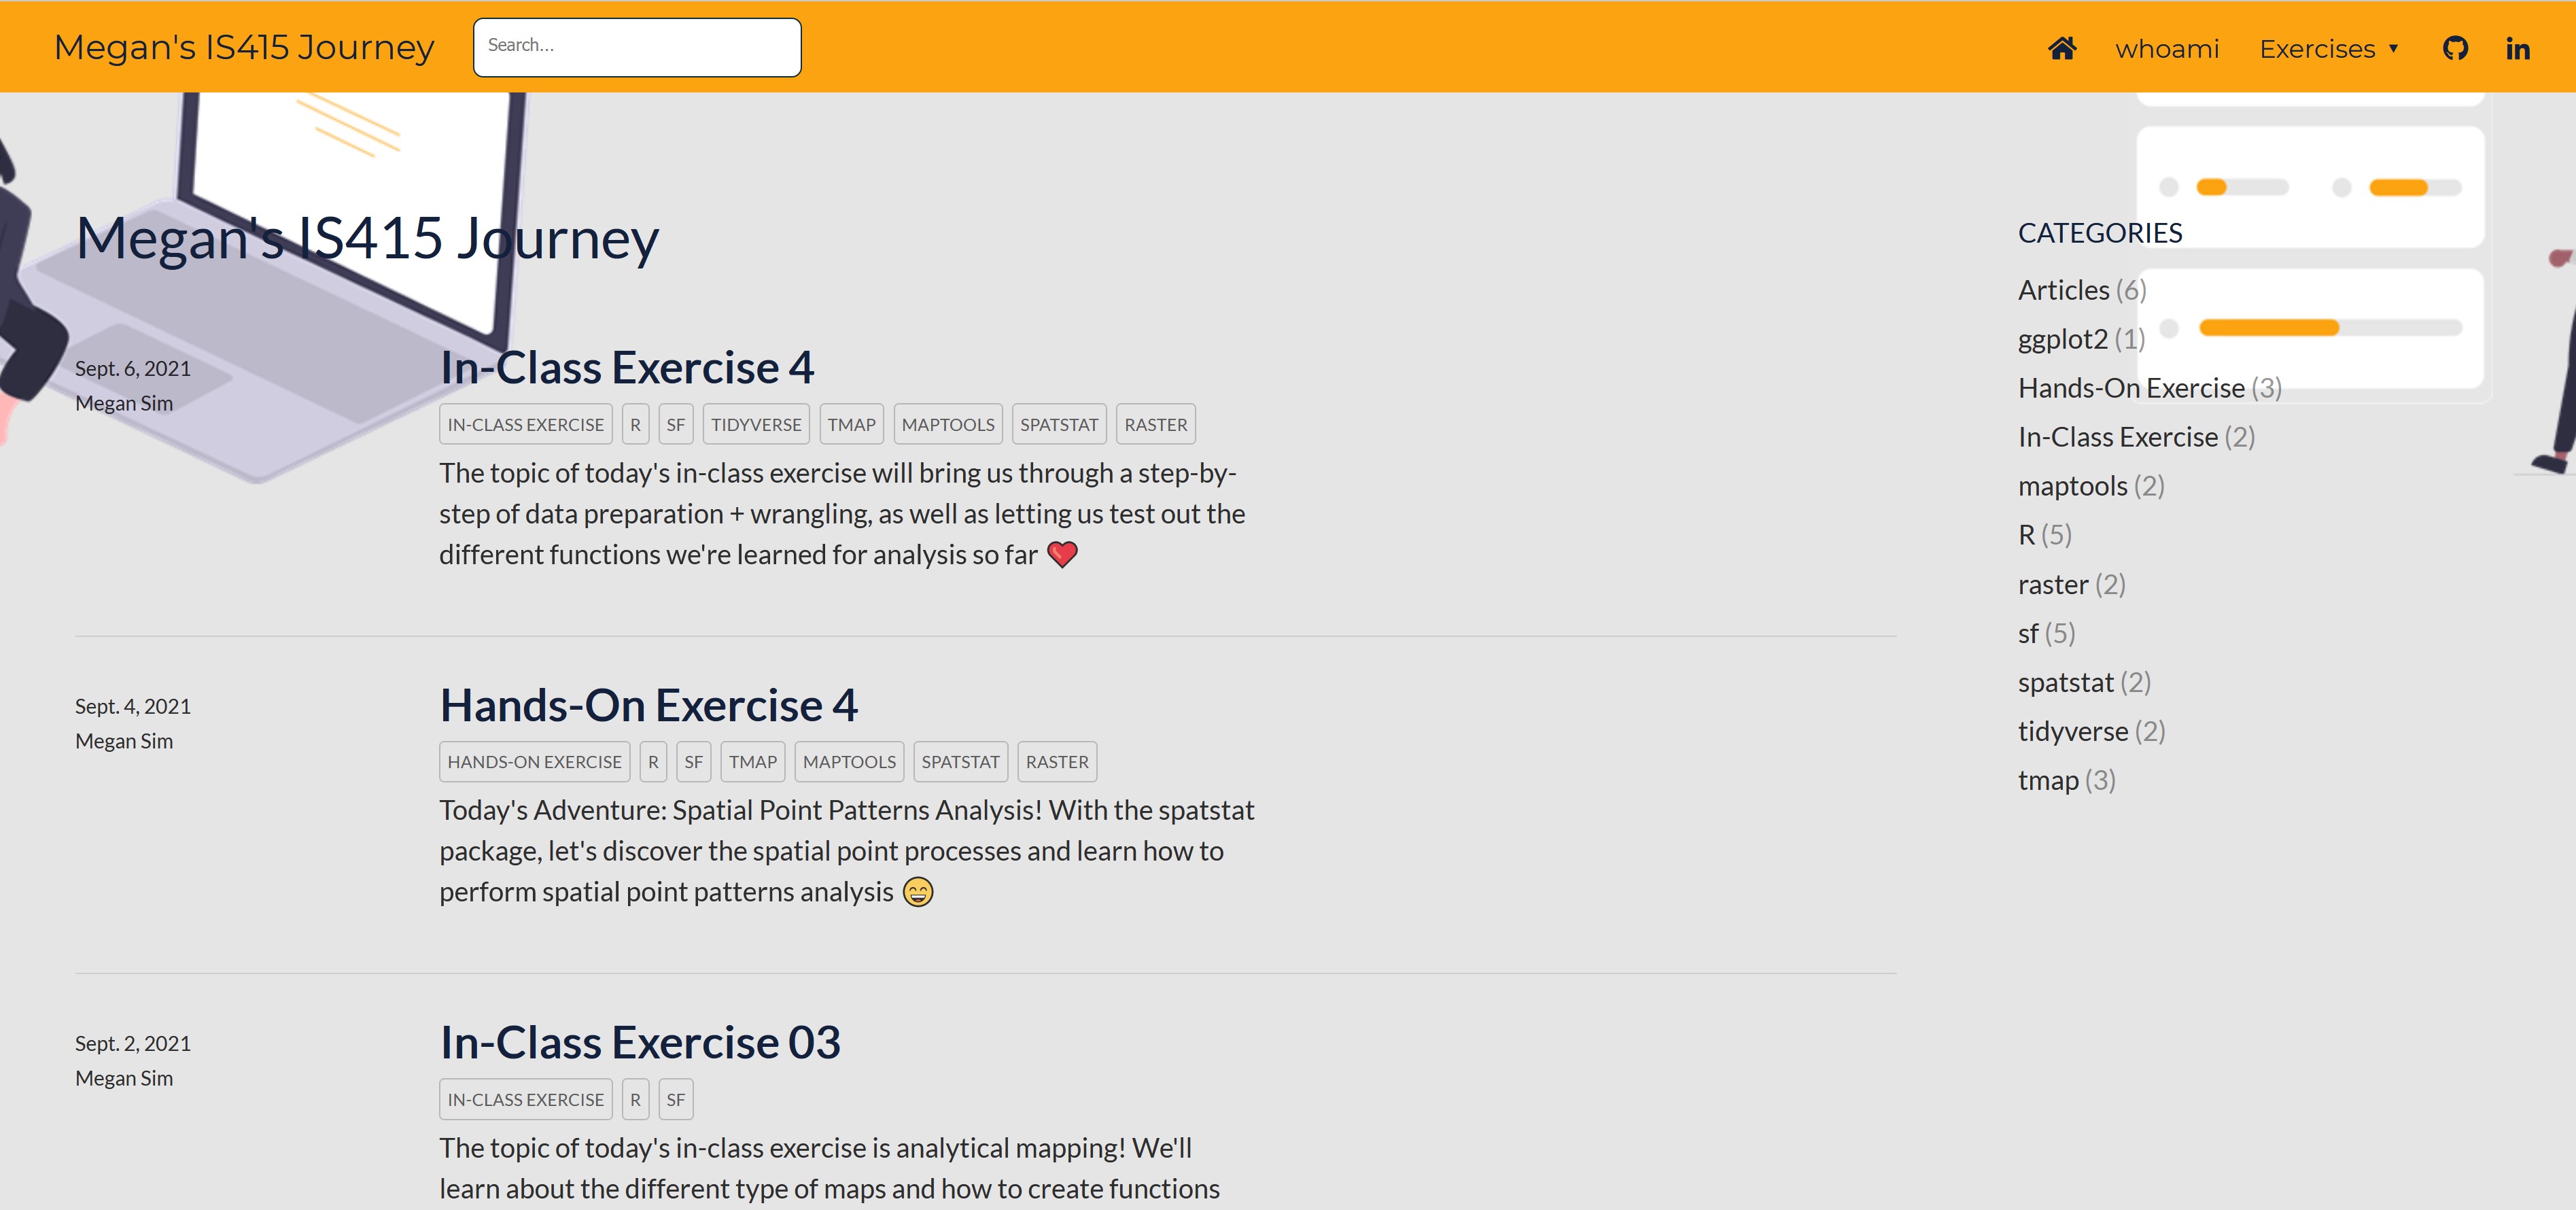 Megan's IS415 Journey
Search...
whoami
Exercises ▼
Megan's IS415 Journey
Sept. 6, 2021
Megan Sim
In-Class Exercise 4
IN-CLASS EXERCISE R SF TIDYVERSE TMAP MAPTOOLS SPATSTAT RASTER
The topic of today's in-class exercise will bring us through a step-by-
step of data preparation + wrangling, as well as letting us test out the
different functions we're learned for analysis so far ❤️
Sept. 4, 2021
Megan Sim
Hands-On Exercise 4
HANDS-ON EXERCISE R SF TMAP MAPTOOLS SPATSTAT RASTER
Today's Adventure: Spatial Point Patterns Analysis! With the spatstat
package, let's discover the spatial point processes and learn how to
perform spatial point patterns analysis 😄
Sept. 2, 2021
Megan Sim
In-Class Exercise 03
IN-CLASS EXERCISE R SF
The topic of today's in-class exercise is analytical mapping! We'll
learn about the different type of maps and how to create functions
CATEGORIES
Articles (6)
ggplot2 (1)
Hands-On Exercise (3)
In-Class Exercise (2)
maptools (2)
R (5)
raster (2)
sf (5)
spatstat (2)
tidyverse (2)
tmap (3)